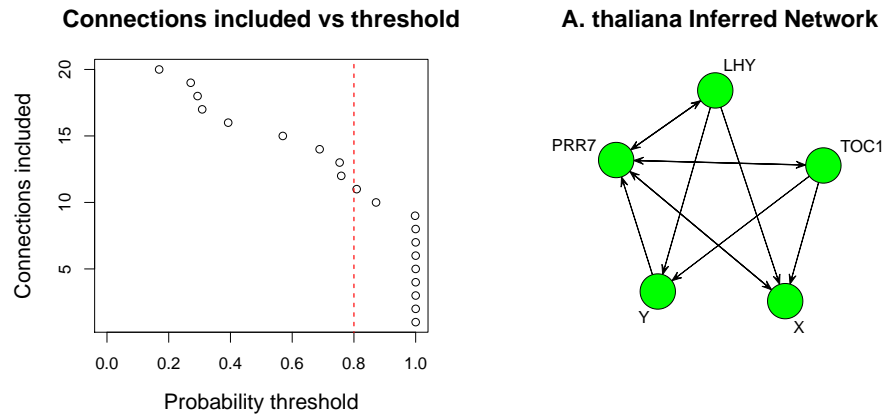 Connections included vs threshold
A. thaliana Inferred Network
Connections included
20
15
10
5
0.0 0.2 0.4 0.6 0.8 1.0
Probability threshold
LHY
PRR7
TOC1
Y
X